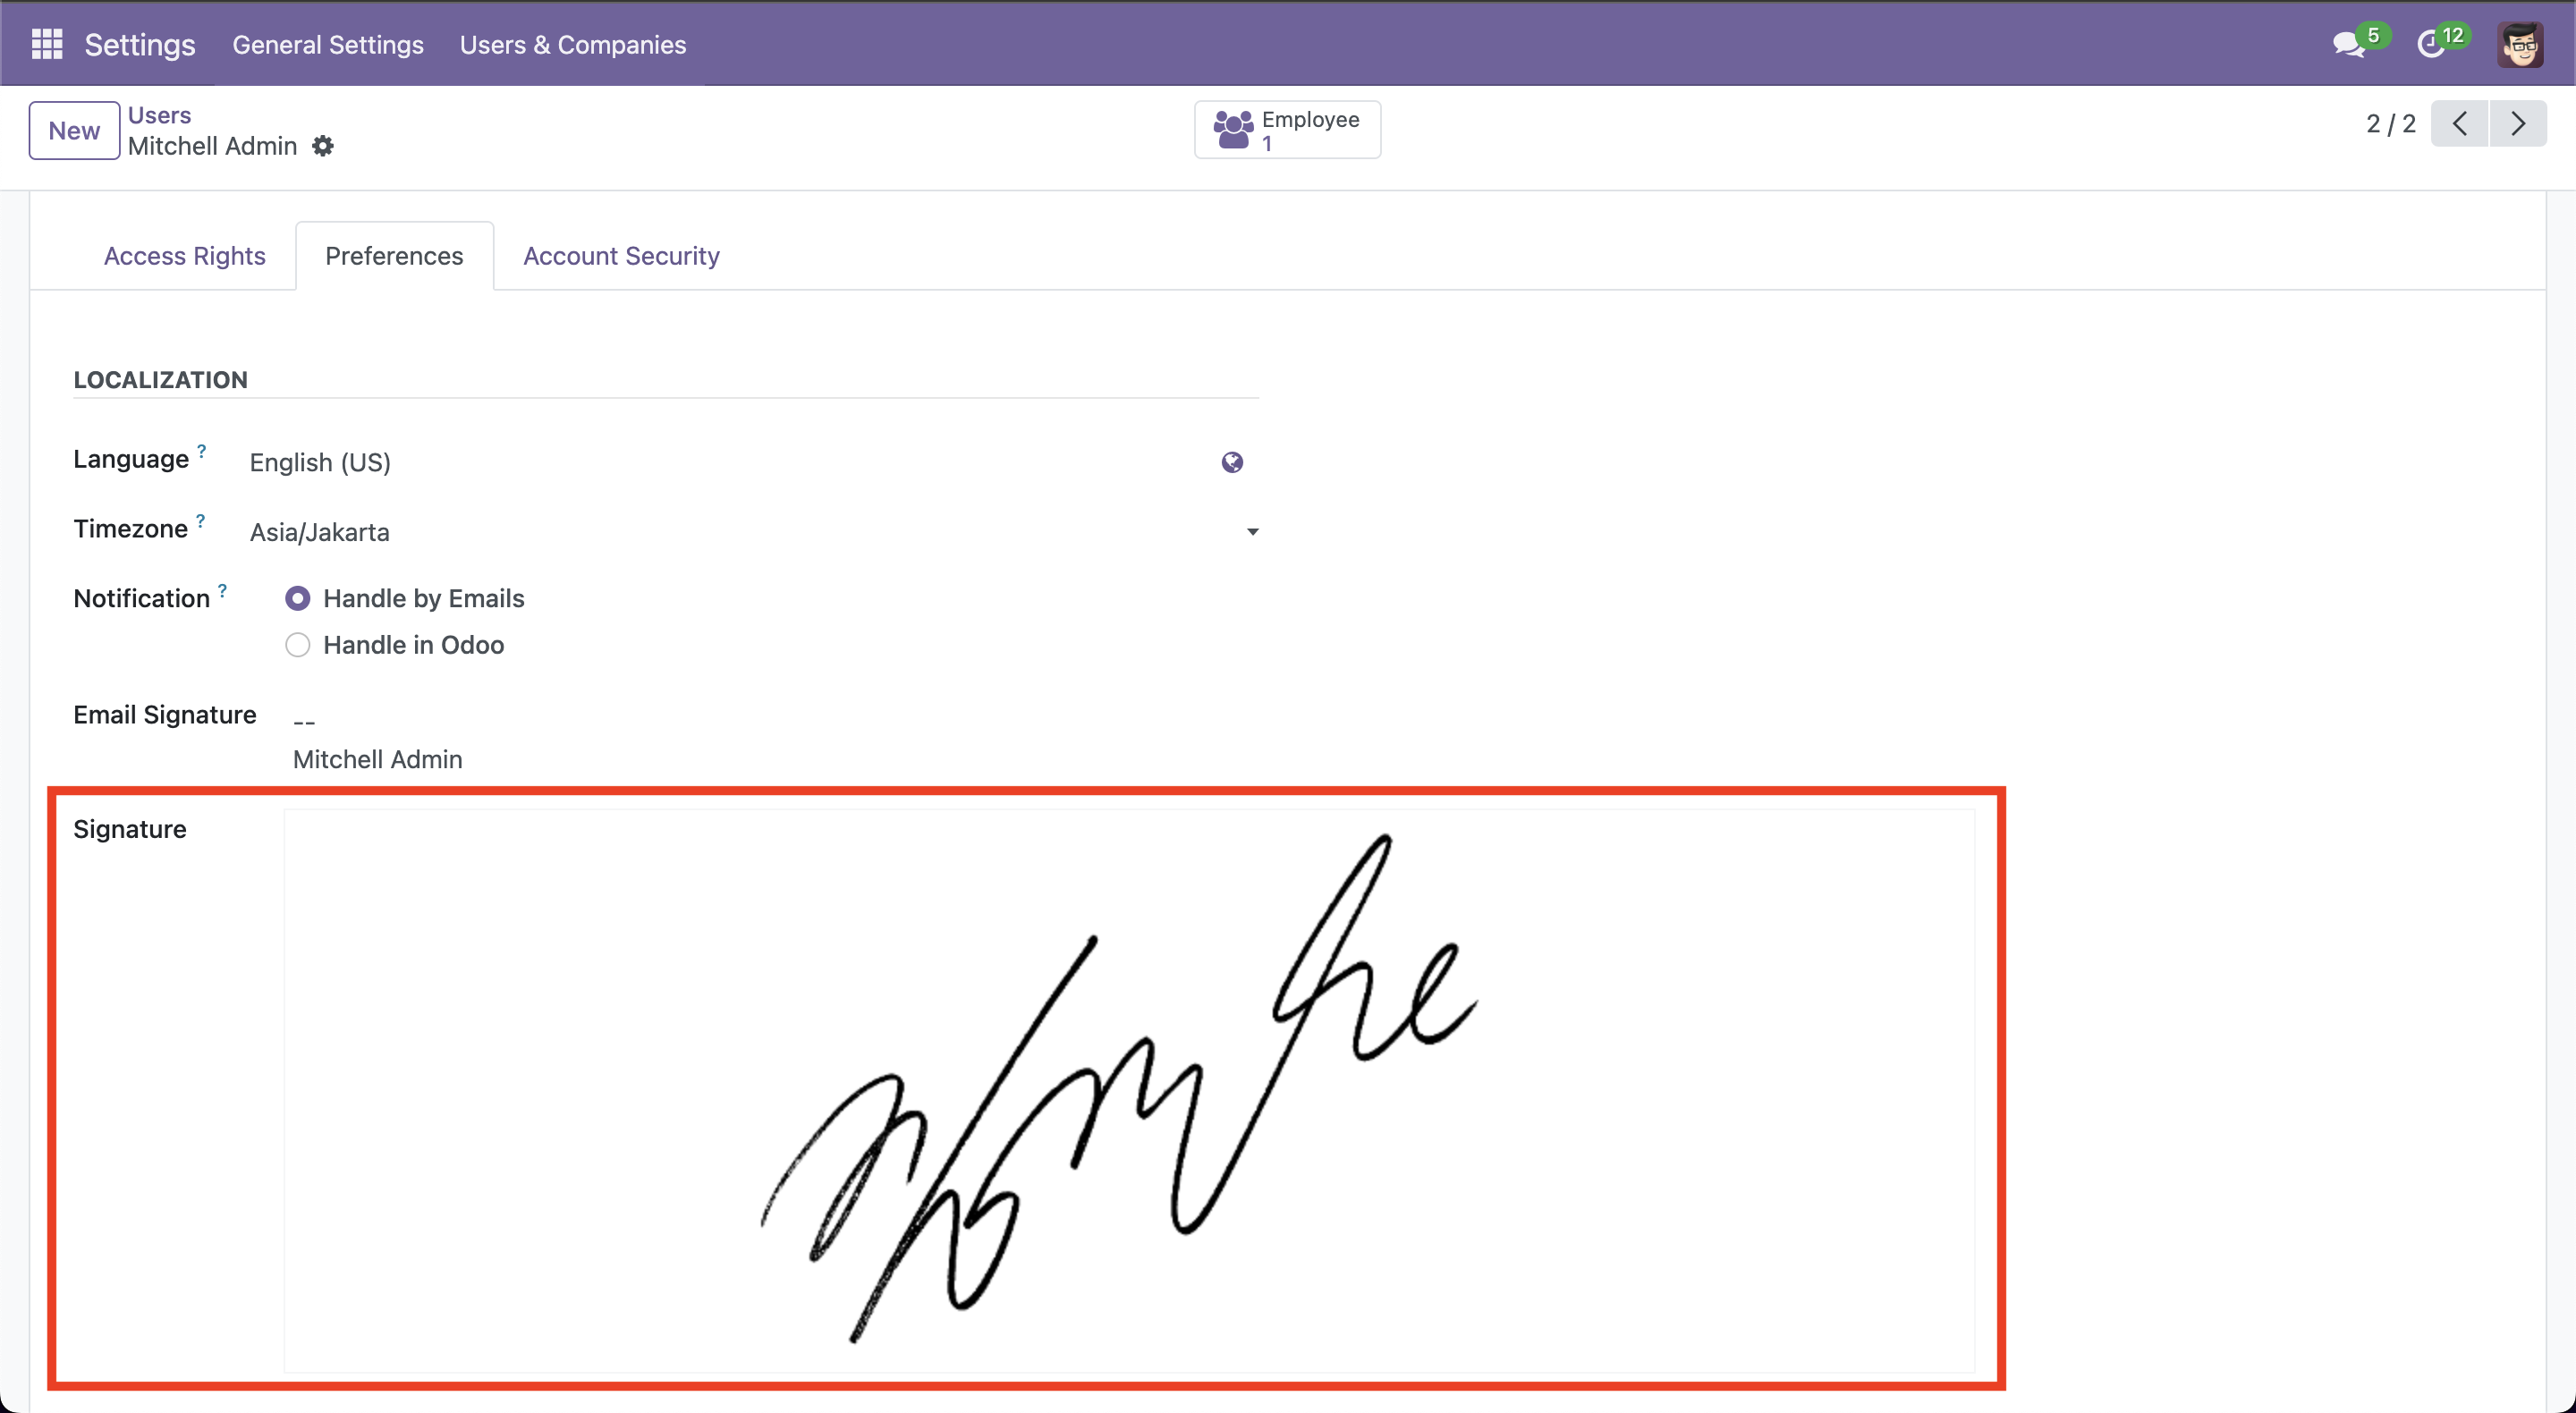 Settings General Settings Users & Companies 5 12
New Users
Mitchell Admin
Employee
1
2 / 2
Access Rights Preferences Account Security
LOCALIZATION
Language ? English (US)
Timezone ? Asia/Jakarta
Notification ? Handle by Emails
Handle in Odoo
Email Signature --
Mitchell Admin
Signature